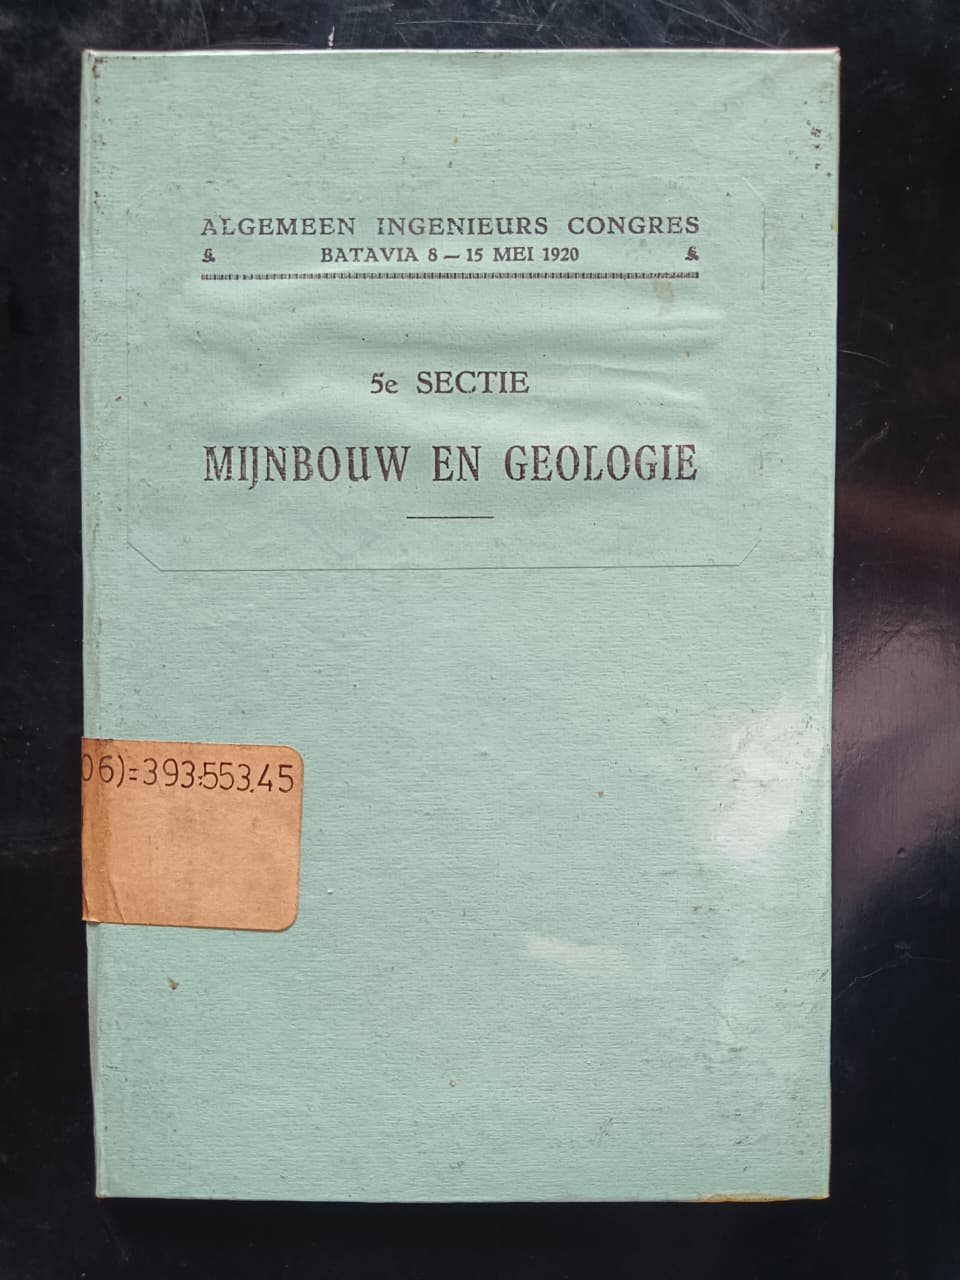 ALGEMEEN INGENIEURS CONGRES
BATAVIA 8 — 15 MEI 1920
5e SECTIE
MIJNBOUW EN GEOLOGIE
06)=393:553.45